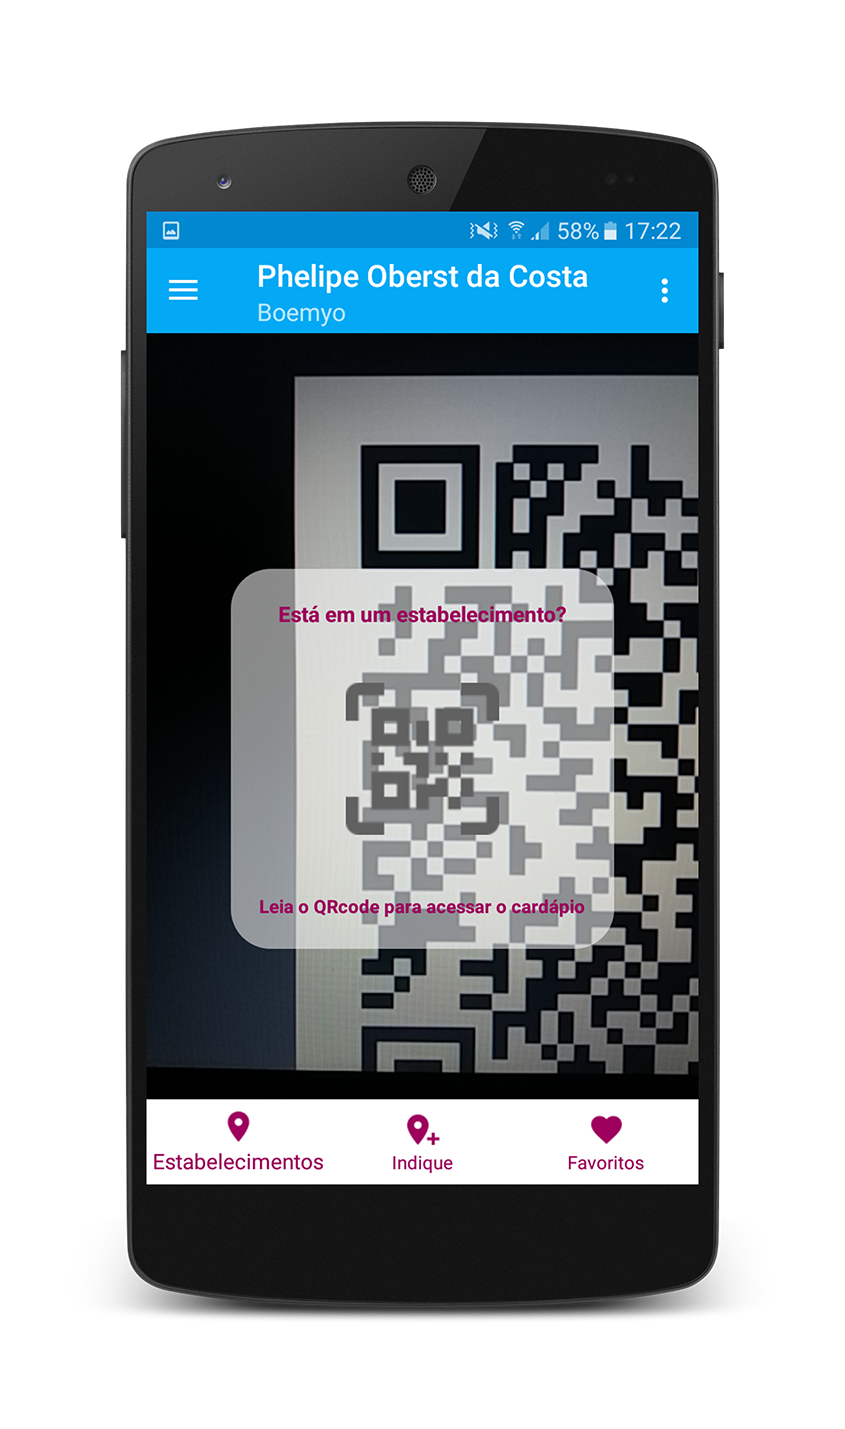 58% 17:22
Phelipe Oberst da Costa
Boemyo
Está em um estabelecimento?
Leia o QRcode para acessar o cardápio
Estabelecimentos
Indique
Favoritos